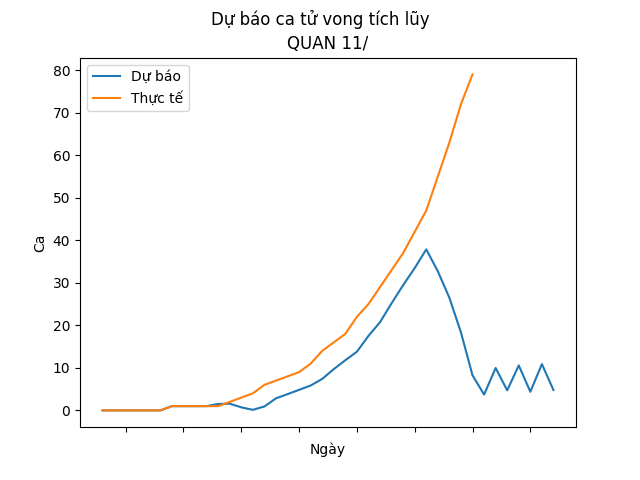 Dự báo ca tử vong tích lũy
QUAN 11/
Dự báo
Thực tế
80
70
60
50
40
30
20
10
0
Ca
Ngày